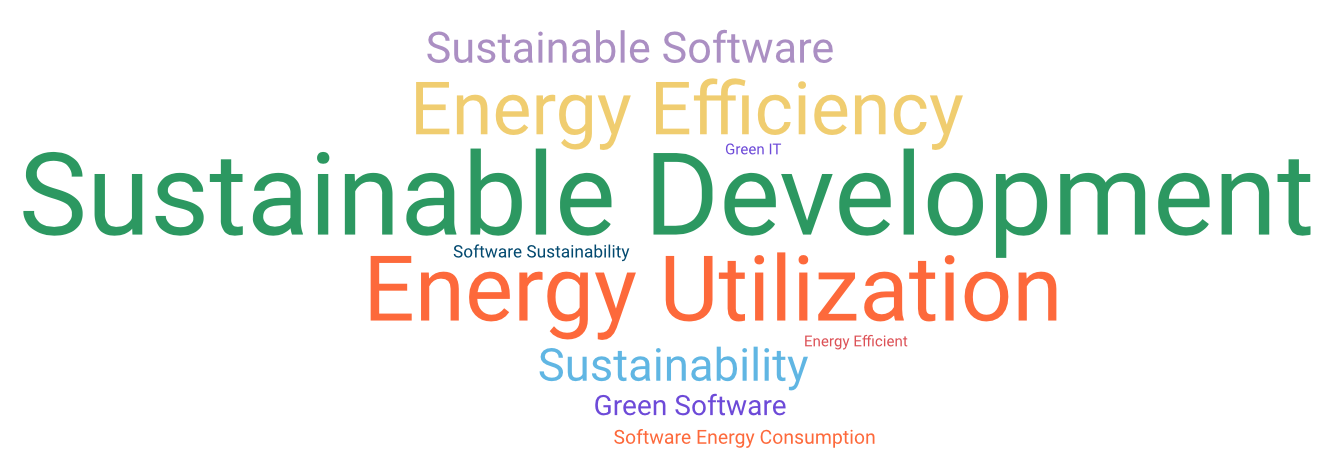 Sustainable Software
Energy Efficiency
Green IT
Sustainable Development
Software Sustainability
Energy Utilization
Energy Efficient
Sustainability
Green Software
Software Energy Consumption